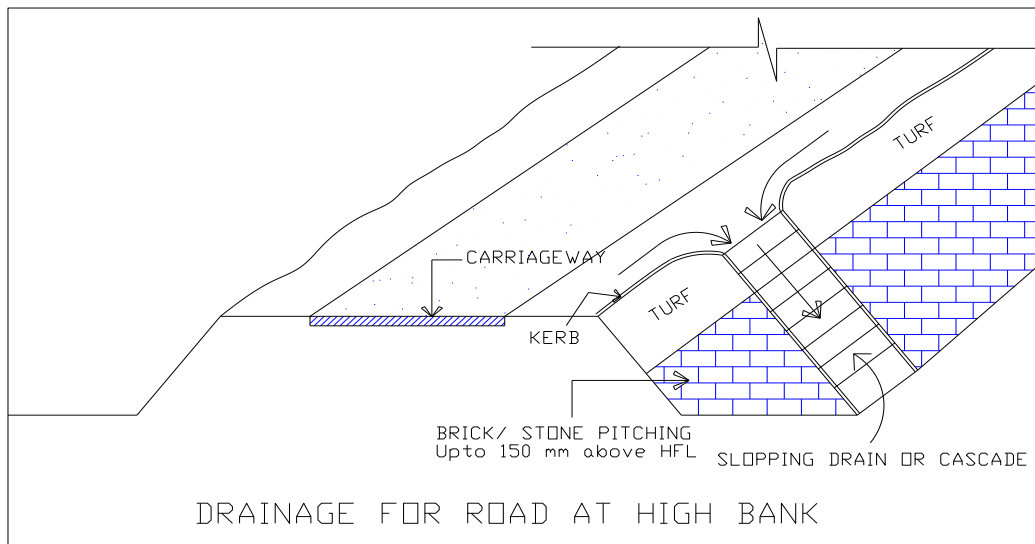 TURF
CARRIAGEWAY
TURF
KERB
BRICK/ STONE PITCHING
Upto 150 mm above HFL
SLOPPING DRAIN OR CASCADE
DRAINAGE FOR ROAD AT HIGH BANK